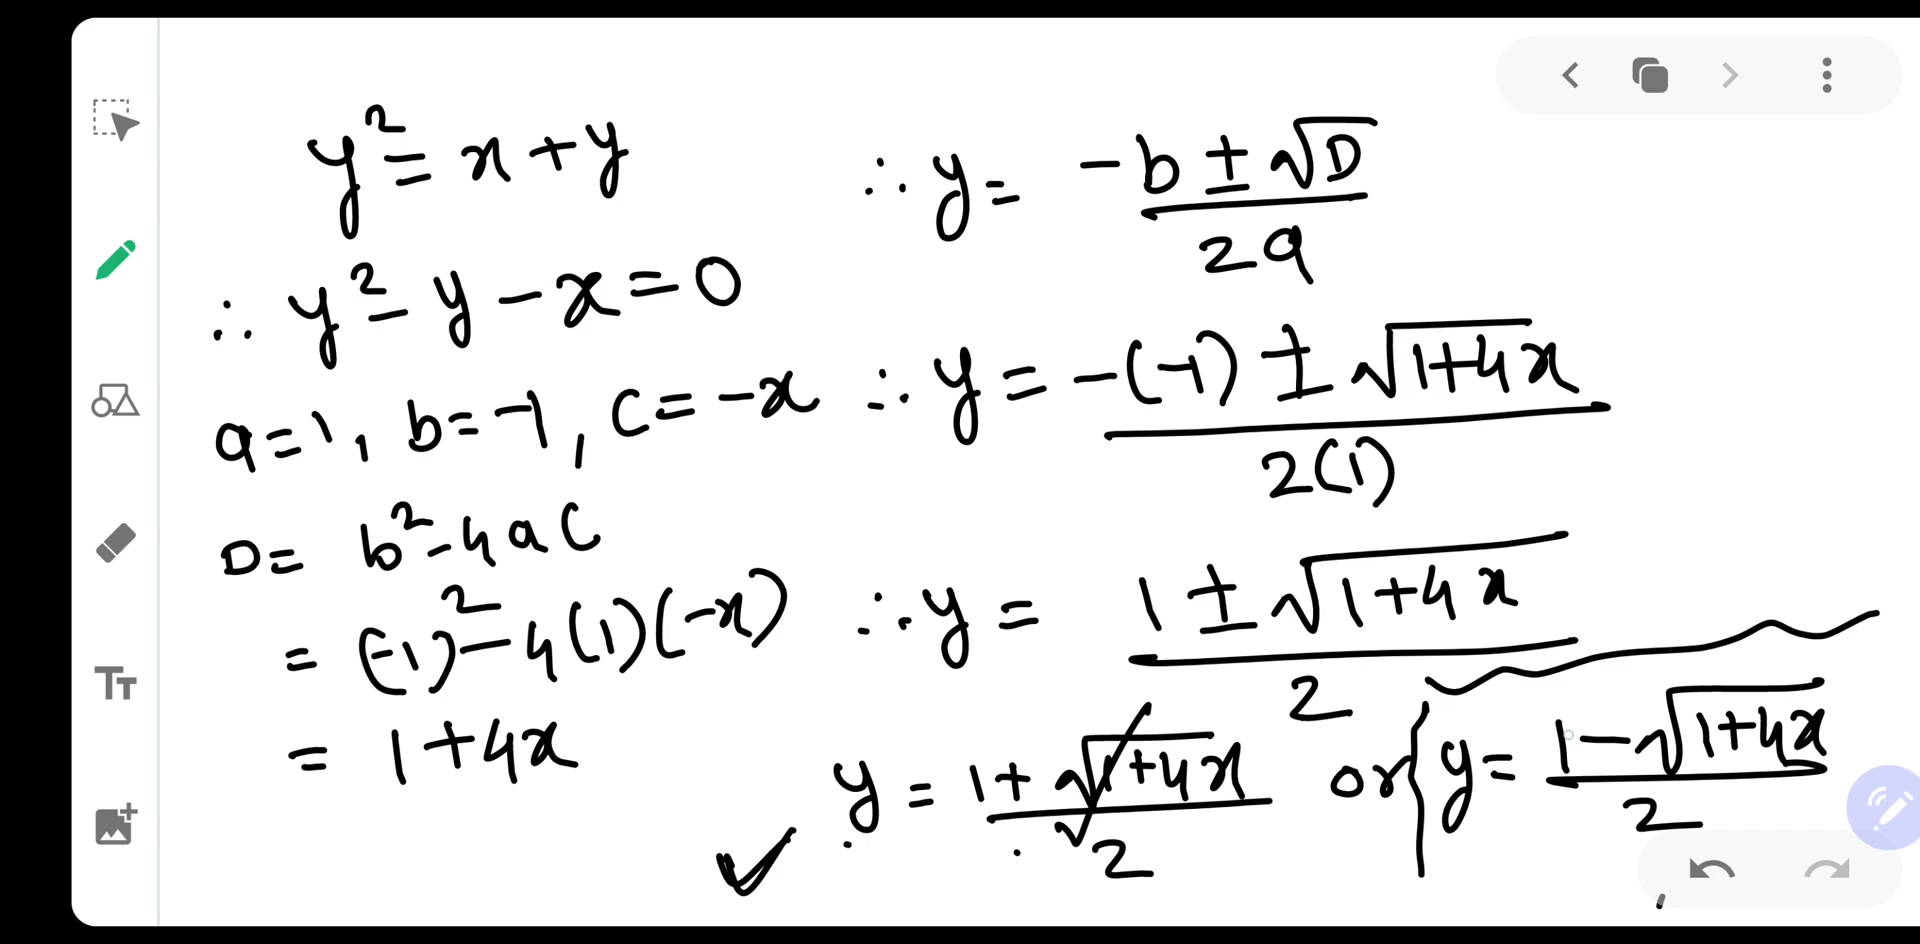 y² = x + y
∴ y² - y - x = 0
a = 1, b = -1, c = -x
D = b² - 4ac
= (-1)² - 4(1)(-x)
= 1 + 4x
∴ y = -b ± √D / 2a
∴ y = -(-1) ± √1+4x / 2(1)
∴ y = 1 ± √1+4x / 2
y = 1 + √1+4x / 2 or y = 1 - √1+4x / 2
TT